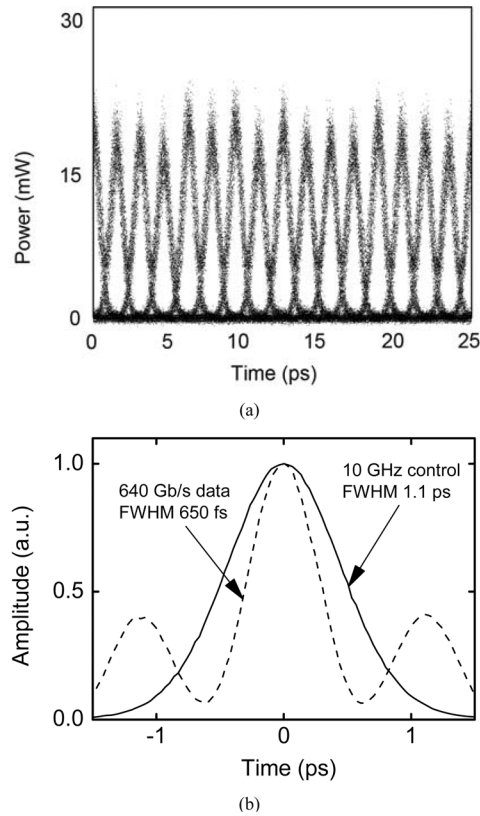 30
15
0
Power (mW)
0 5 10 15 20 25
Time (ps)
(a)
1.0
0.5
0.0
Amplitude (a.u.)
640 Gb/s data
FWHM 650 fs
10 GHz control
FWHM 1.1 ps
-1 0 1
Time (ps)
(b)